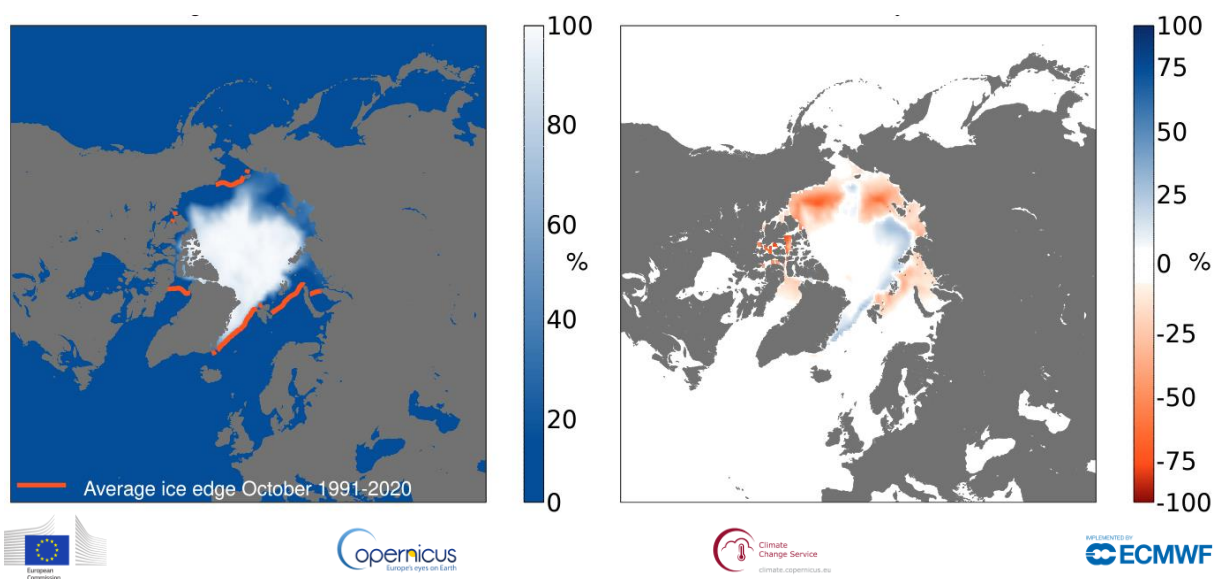 100
80
60
%
40
20
0
Average ice edge October 1991-2020
100
75
50
25
0 %
-25
-50
-75
-100
European
Commission
opernicus
Europe's eyes on Earth
Climate
Change Service
climate.copernicus.eu
IMPLEMENTED BY
ECMWF